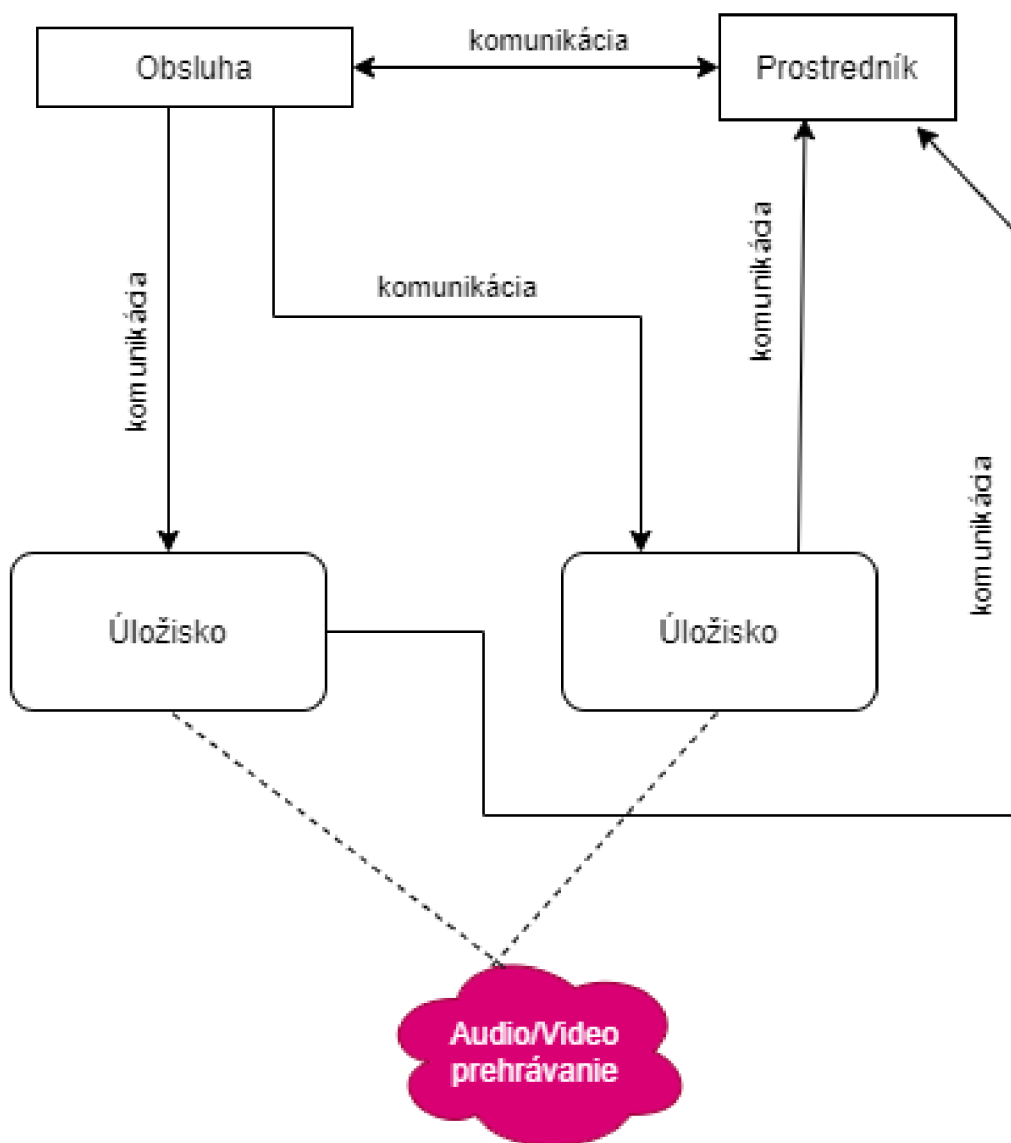 komunikácia
Obsluha
Prostredník
komunikácia
komunikácia
komunikácia
komunikácia
Úložisko
Úložisko
Audio/Video
prehrávanie